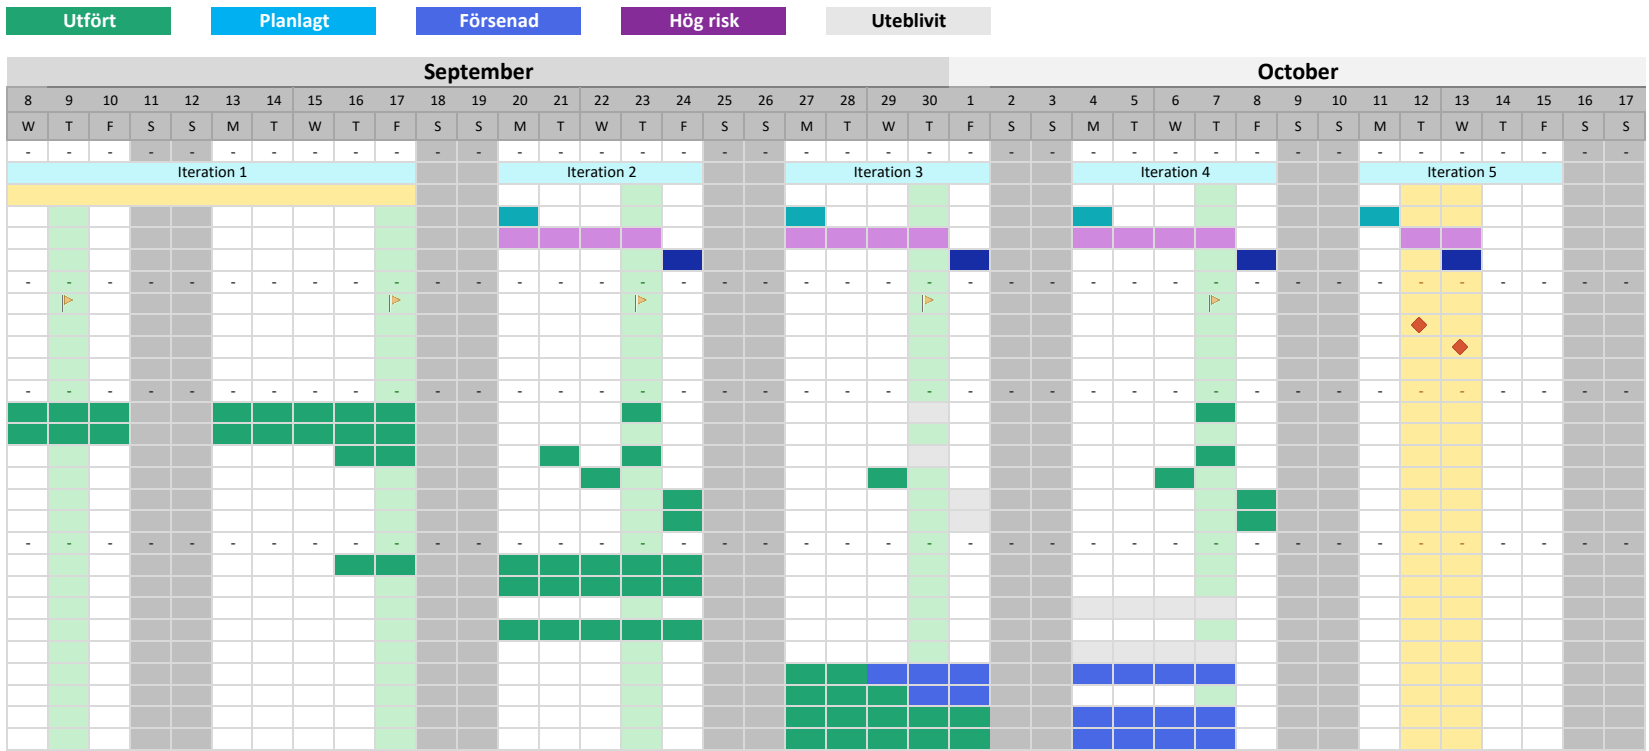 Utfört Planlagt Försenad Hög risk Uteblivit
September October
8 9 10 11 12 13 14 15 16 17 18 19 20 21 22 23 24 25 26 27 28 29 30 1 2 3 4 5 6 7 8 9 10 11 12 13 14 15 16 17
W T F S S M T W T F S S M T W T F S S M T W T F S S M T W T F S S M T W T F S S
- - - - - - - - - - - - - - - - - - - - - - - - - - - - - - - - - - - - - - - -
Iteration 1 Iteration 2 Iteration 3 Iteration 4 Iteration 5
- - - - - - - - - - - - - - - - - - - - - - - - - - - - - - - - - - - - - - - -
- - - - - - - - - - - - - - - - - - - - - - - - - - - - - - - - - - - - - - - -
- - - - - - - - - - - - - - - - - - - - - - - - - - - - - - - - - - - - - - - -